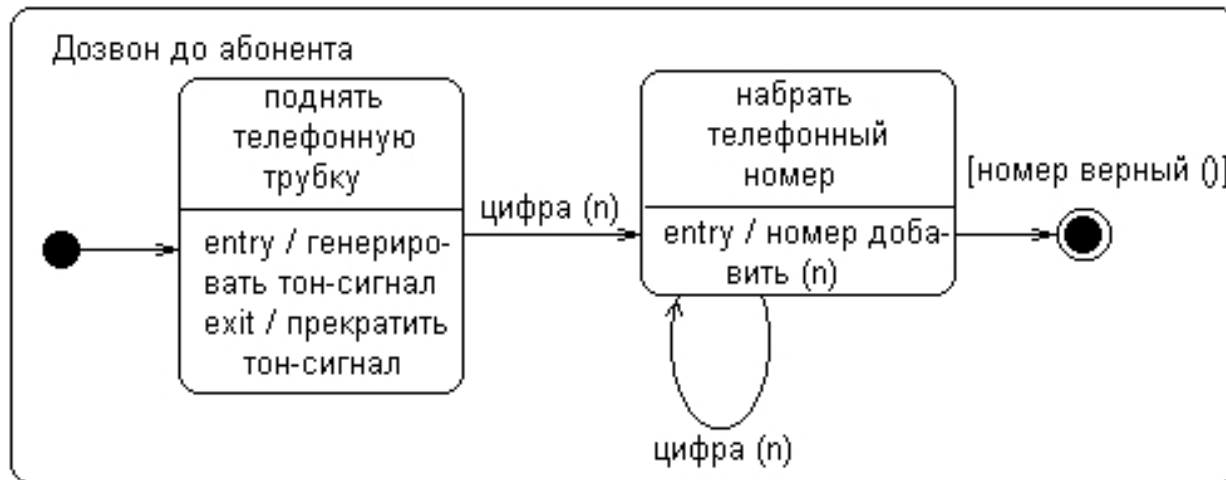 Дозвон до абонента
поднять
телефонную
трубку
entry / генериро-
вать тон-сигнал
exit / прекратить
тон-сигнал
цифра (n)
набрать
телефонный
номер
entry / номер доба-
вить (n)
цифра (n)
[номер верный ()]